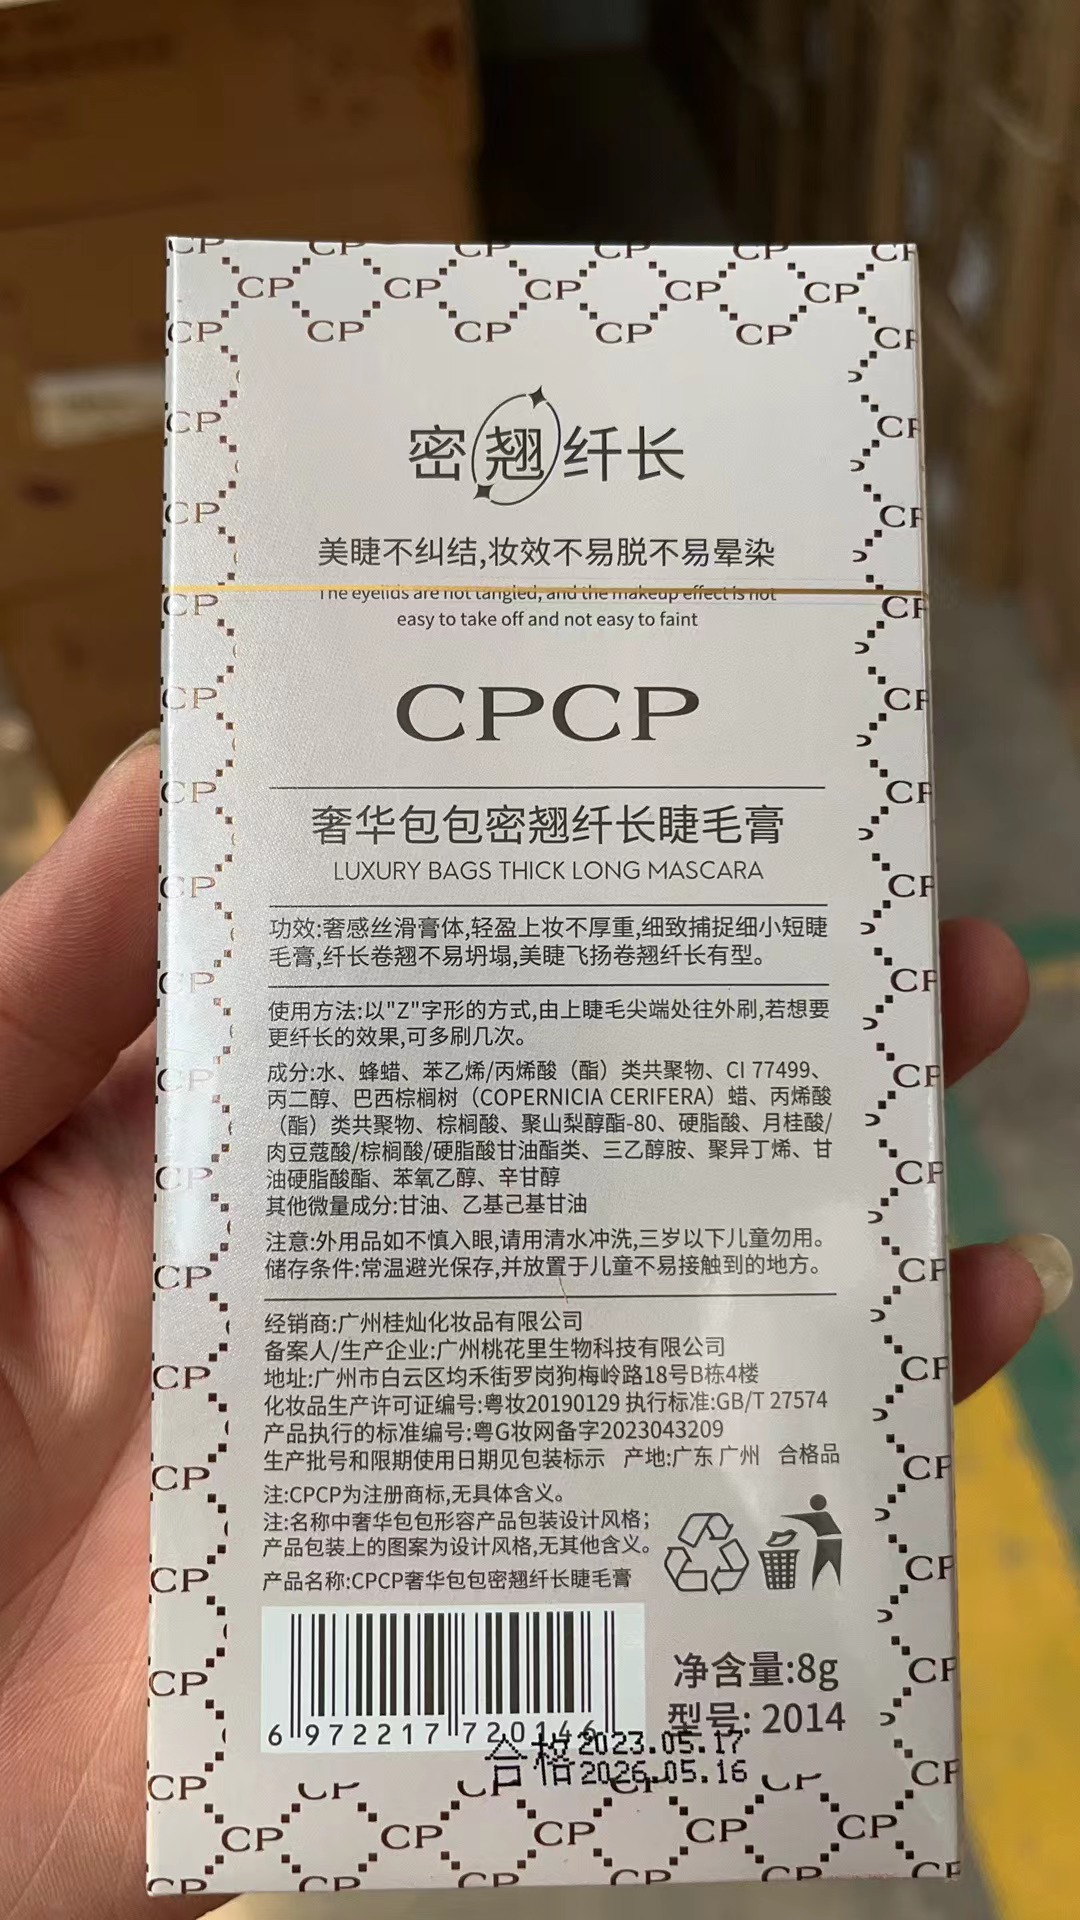 密翘纤长
美睫不纠结,妆效不易脱不易晕染
The eyelids are not tangled, and the makeup effect is not
easy to take off and not easy to faint
CPCP
奢华包包密翘纤长睫毛膏
LUXURY BAGS THICK LONG MASCARA
功效:奢感丝滑膏体,轻盈上妆不厚重,细致捕捉细小短睫
毛膏,纤长卷翘不易坍塌,美睫飞扬卷翘纤长有型。
使用方法:以"Z"字形的方式,由上睫毛尖端处往外刷,若想要
更纤长的效果,可多刷几次。
成分:水、蜂蜡、苯乙烯/丙烯酸（酯）类共聚物、CI 77499、
丙二醇、巴西棕榈树（COPERNICIA CERIFERA）蜡、丙烯酸
（酯）类共聚物、棕榈酸、聚山梨醇酯-80、硬脂酸、月桂酸/
肉豆蔻酸/棕榈酸/硬脂酸甘油酯类、三乙醇胺、聚异丁烯、甘
油硬脂酸酯、苯氧乙醇、辛甘醇
其他微量成分:甘油、乙基己基甘油
注意:外用品如不慎入眼,请用清水冲洗,三岁以下儿童勿用。
储存条件:常温避光保存,并放置于儿童不易接触到的地方。
经销商:广州桂灿化妆品有限公司
备案人/生产企业:广州桃花里生物科技有限公司
地址:广州市白云区均禾街罗岗狗梅岭路18号B栋4楼
化妆品生产许可证编号:粤妆20190129 执行标准:GB/T 27574
产品执行的标准编号:粤G妆网备字2023043209
生产批号和限期使用日期见包装标示 产地:广东 广州 合格品
注:CPCP为注册商标,无具体含义。
注:名称中奢华包包形容产品包装设计风格;
产品包装上的图案为设计风格,无其他含义。
产品名称:CPCP奢华包包密翘纤长睫毛膏
净含量:8g
型号: 2014
6 972217 720146
合格 2023.05.17
2026.05.16